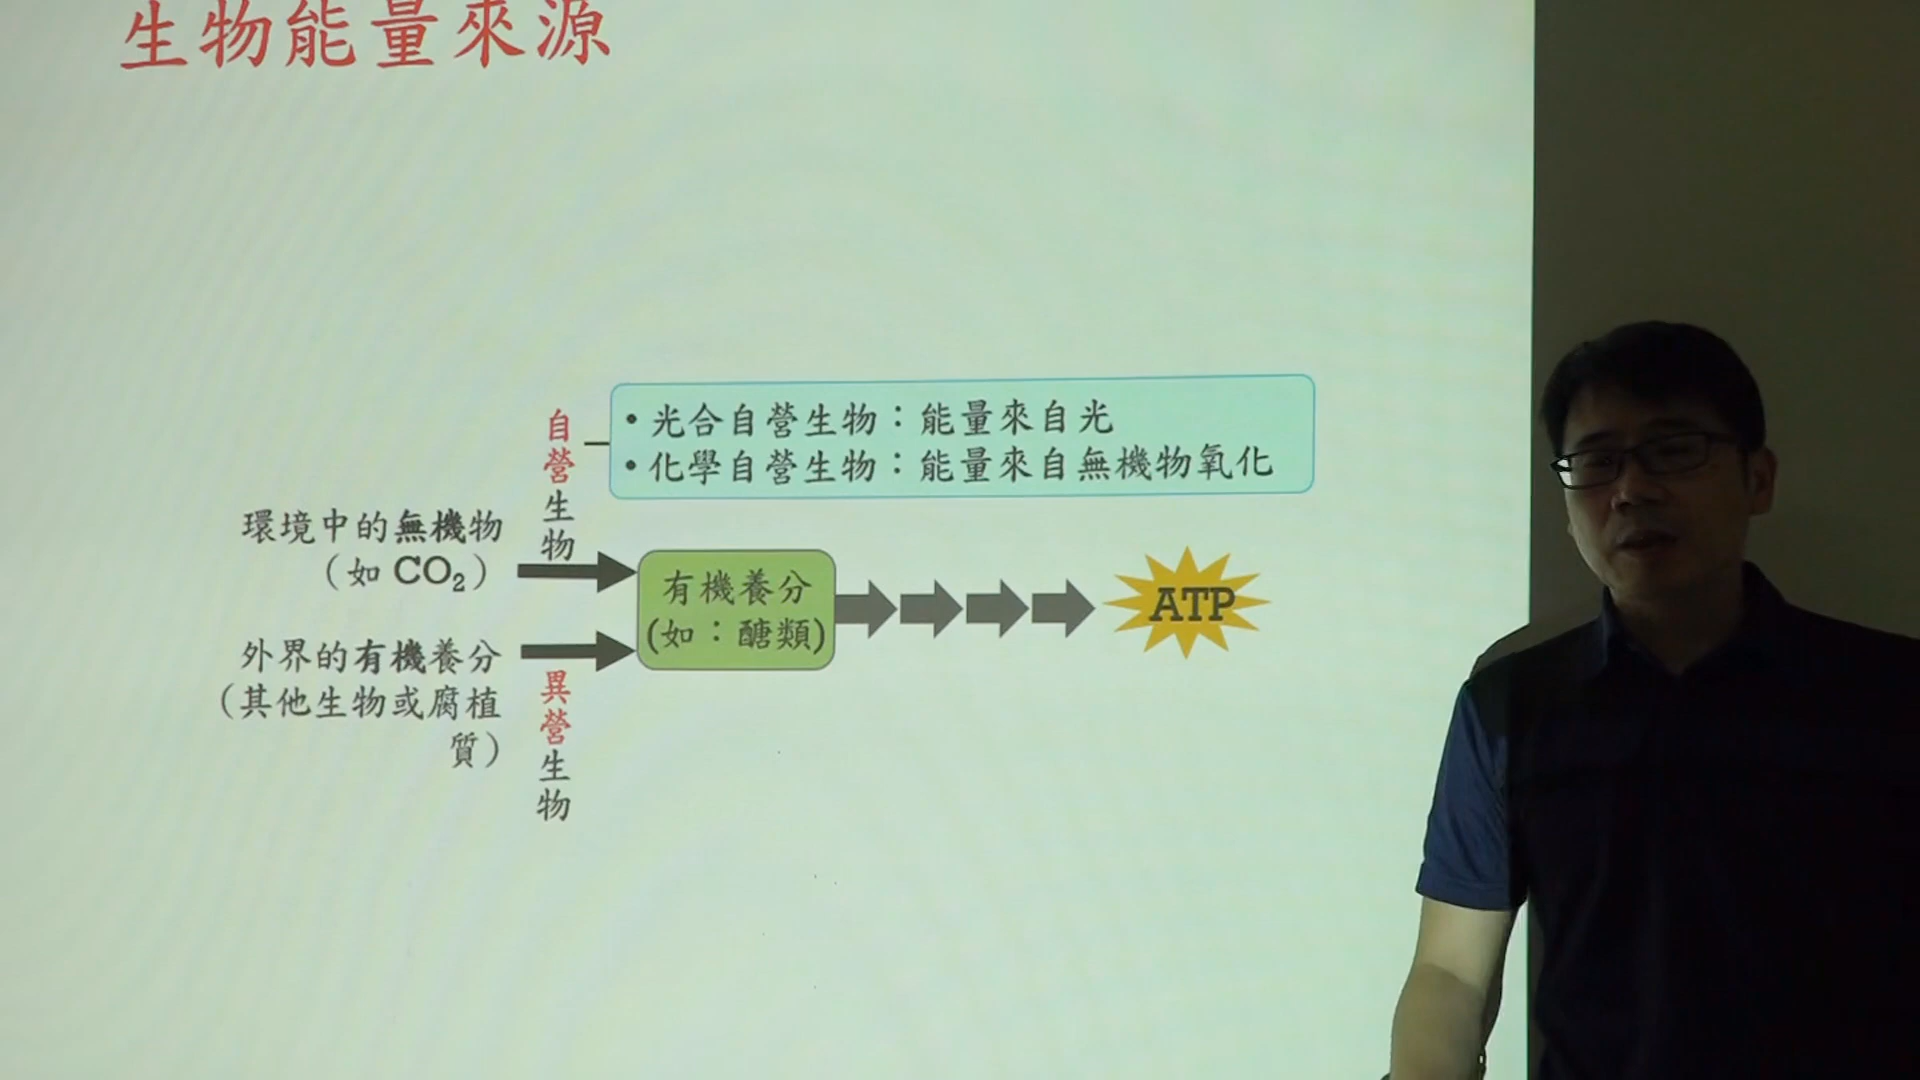 生物能量來源
自營生物
• 光合自營生物：能量來自光
• 化學自營生物：能量來自無機物氧化
環境中的無機物
（如 CO₂）
有機養分
(如：醣類)
ATP
外界的有機養分
（其他生物或腐植
質）
異營生物